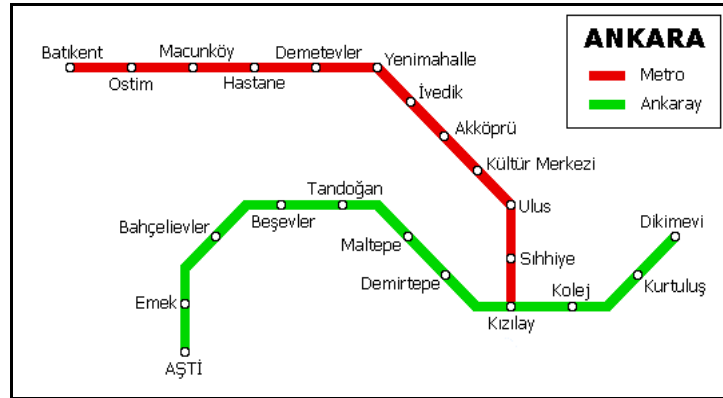 ANKARA
Metro
Ankaray
Batıkent
Ostim
Macunköy
Hastane
Demetevler
Yenimahalle
İvedik
Akköprü
Kültür Merkezi
Ulus
Sıhhiye
Kızılay
AŞTİ
Emek
Bahçelievler
Beşevler
Tandoğan
Maltepe
Demirtepe
Kolej
Kurtuluş
Dikimevi